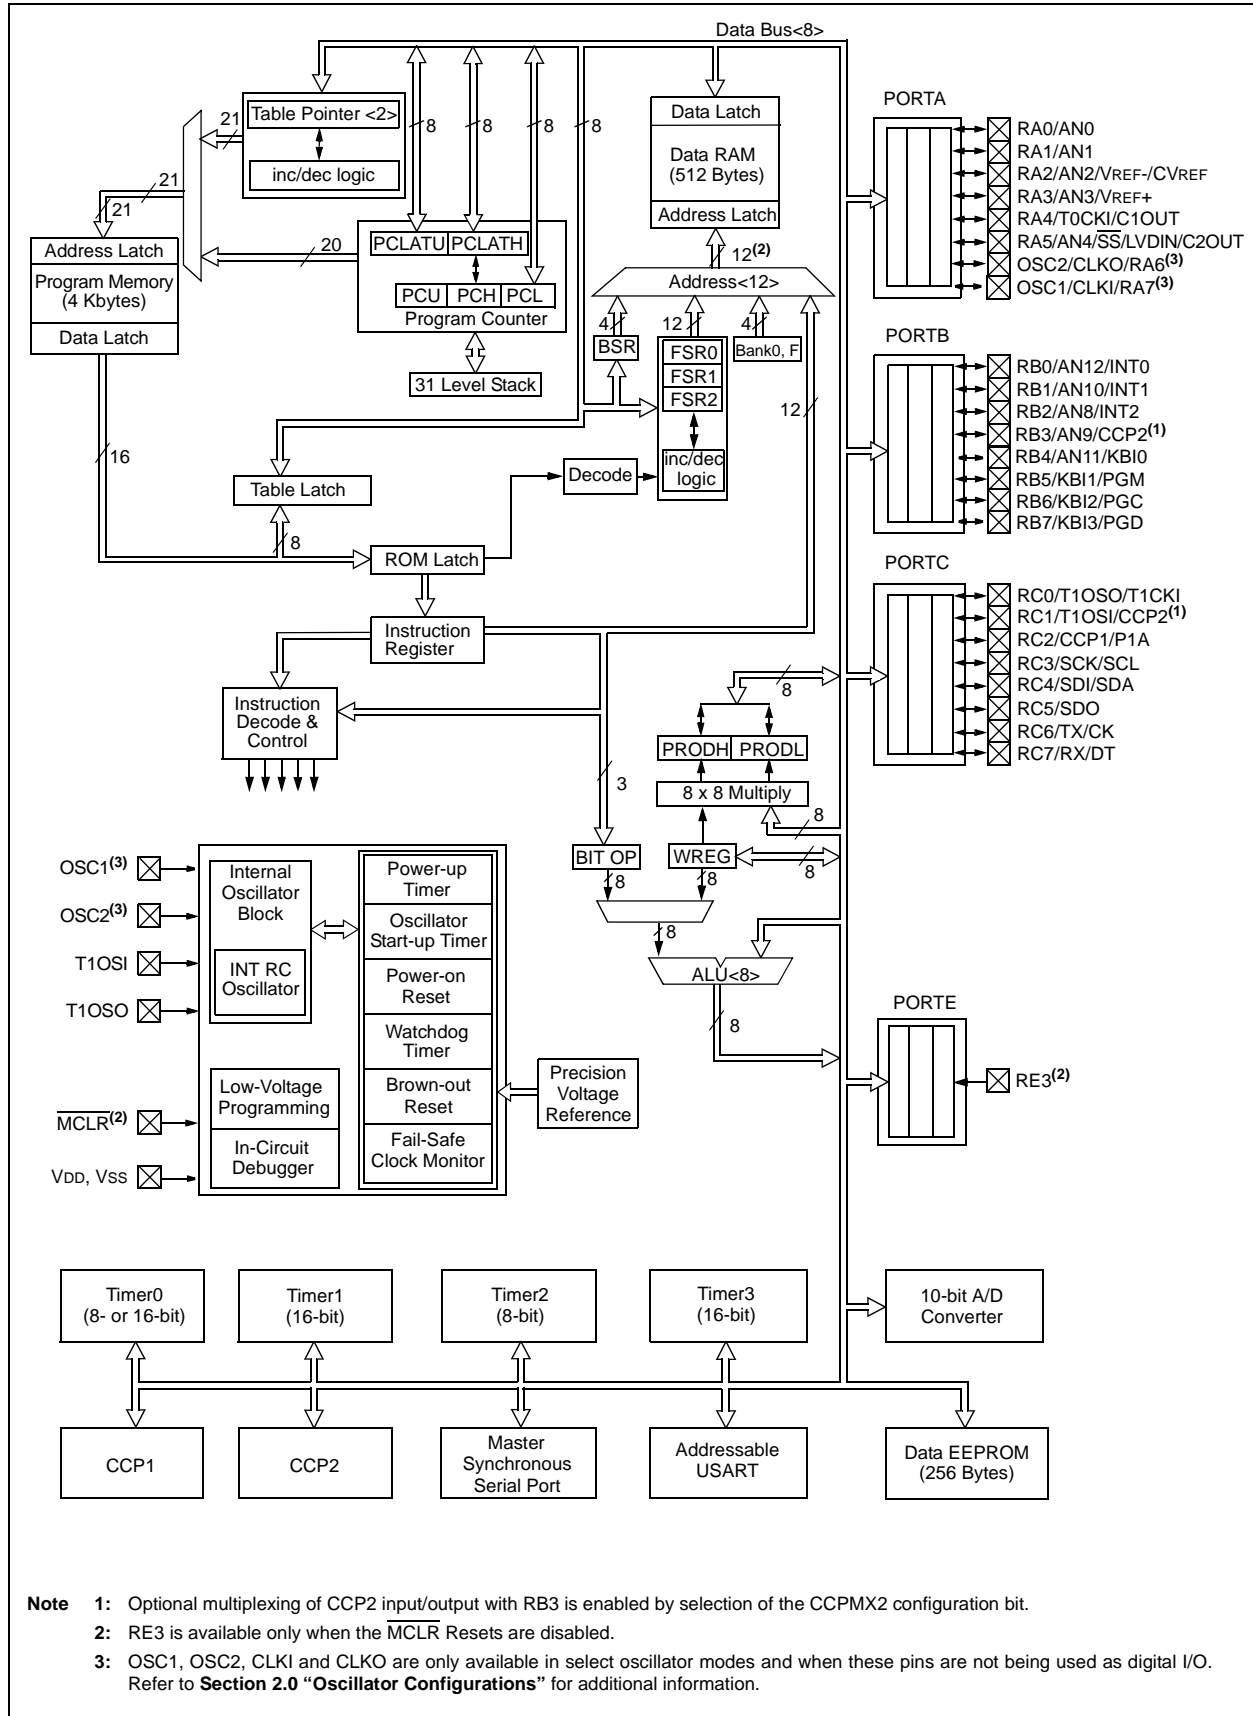 Data Bus<8>
Table Pointer <2>
inc/dec logic
21
21
21
8
8
8
8
Data Latch
Data RAM
(512 Bytes)
Address Latch
12(2)
Address<12>
20
PCLATU PCLATH
PCU PCH PCL
Program Counter
31 Level Stack
Address Latch
Program Memory
(4 Kbytes)
Data Latch
16
4
BSR
12
FSR0
FSR1
FSR2
inc/dec
logic
4
Bank0, F
12
Table Latch
8
Decode
ROM Latch
Instruction
Register
Instruction
Decode &
Control
3
8
PRODH PRODL
8 x 8 Multiply
8
BIT OP
WREG
8
8
8
8
ALU<8>
8
PORTA
RA0/AN0
RA1/AN1
RA2/AN2/VREF-/CVREF
RA3/AN3/VREF+
RA4/T0CKI/C1OUT
RA5/AN4/SS/LVDIN/C2OUT
OSC2/CLKO/RA6(3)
OSC1/CLKI/RA7(3)
PORTB
RB0/AN12/INT0
RB1/AN10/INT1
RB2/AN8/INT2
RB3/AN9/CCP2(1)
RB4/AN11/KBI0
RB5/KBI1/PGM
RB6/KBI2/PGC
RB7/KBI3/PGD
PORTC
RC0/T1OSO/T1CKI
RC1/T1OSI/CCP2(1)
RC2/CCP1/P1A
RC3/SCK/SCL
RC4/SDI/SDA
RC5/SDO
RC6/TX/CK
RC7/RX/DT
PORTE
RE3(2)
OSC1(3)
OSC2(3)
T1OSI
T1OSO
MCLR(2)
VDD, VSS
Internal
Oscillator
Block
INT RC
Oscillator
Low-Voltage
Programming
In-Circuit
Debugger
Power-up
Timer
Oscillator
Start-up Timer
Power-on
Reset
Watchdog
Timer
Brown-out
Reset
Fail-Safe
Clock Monitor
Precision
Voltage
Reference
Timer0
(8- or 16-bit)
Timer1
(16-bit)
Timer2
(8-bit)
Timer3
(16-bit)
10-bit A/D
Converter
CCP1
CCP2
Master
Synchronous
Serial Port
Addressable
USART
Data EEPROM
(256 Bytes)
Note 1: Optional multiplexing of CCP2 input/output with RB3 is enabled by selection of the CCPMX2 configuration bit.
2: RE3 is available only when the MCLR Resets are disabled.
3: OSC1, OSC2, CLKI and CLKO are only available in select oscillator modes and when these pins are not being used as digital I/O.
Refer to Section 2.0 “Oscillator Configurations” for additional information.